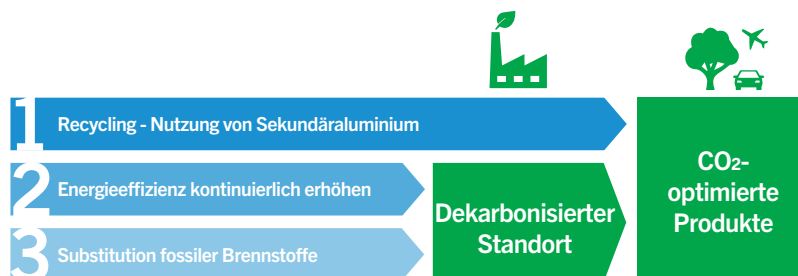 1 Recycling - Nutzung von Sekundäraluminium
2 Energieeffizienz kontinuierlich erhöhen
3 Substitution fossiler Brennstoffe
Dekarbonisierter
Standort
CO2-
optimierte
Produkte